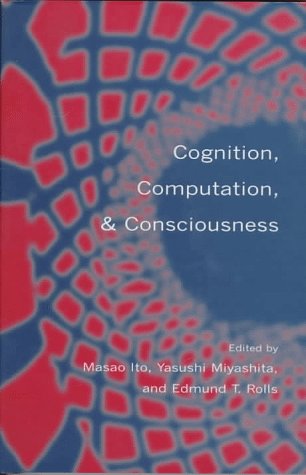 Cognition,
Computation,
& Consciousness
Edited by
Masao Ito, Yasushi Miyashita,
and Edmund T. Rolls